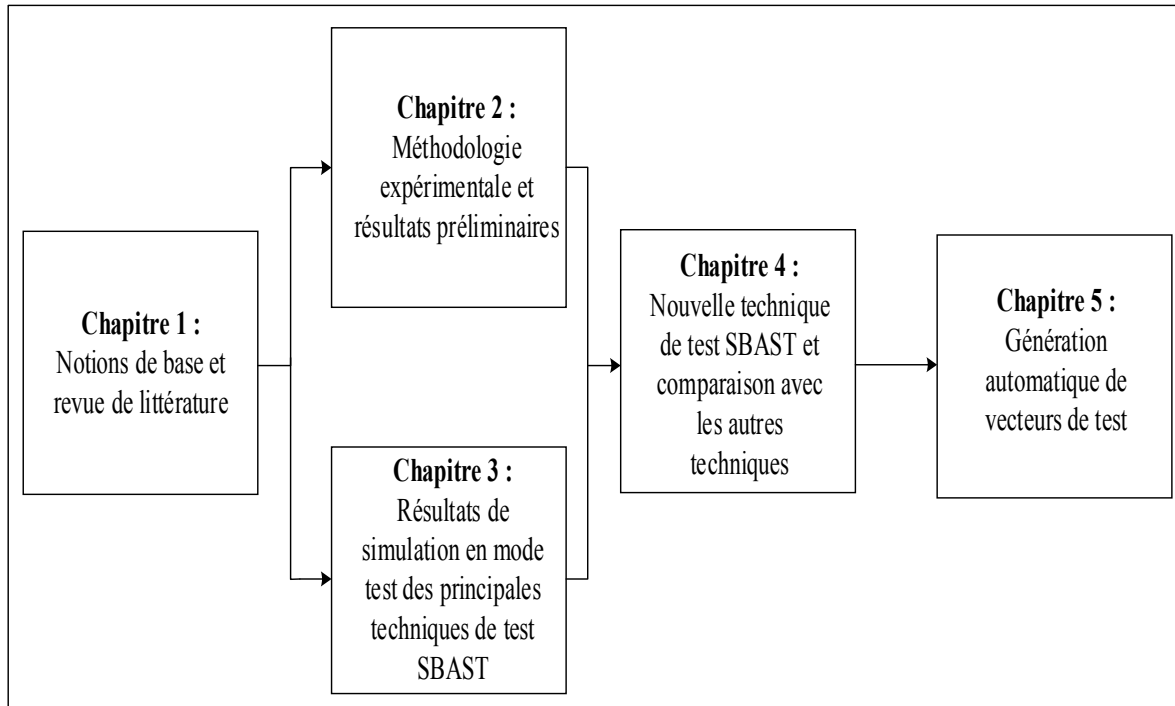 Chapitre 1 :
Notions de base et
revue de littérature
Chapitre 2 :
Méthodologie
expérimentale et
résultats préliminaires
Chapitre 3 :
Résultats de
simulation en mode
test des principales
techniques de test
SBAST
Chapitre 4 :
Nouvelle technique
de test SBAST et
comparaison avec
les autres
techniques
Chapitre 5 :
Génération
automatique de
vecteurs de test